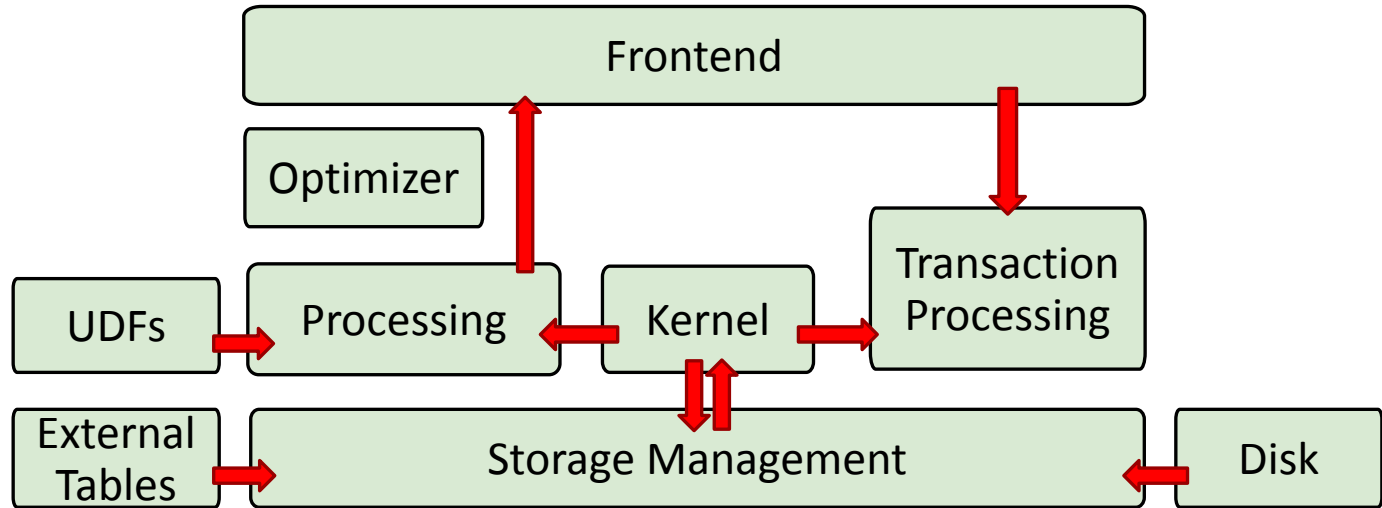 Frontend
Optimizer
Transaction
Processing
UDFs
Processing
Kernel
External
Tables
Storage Management
Disk